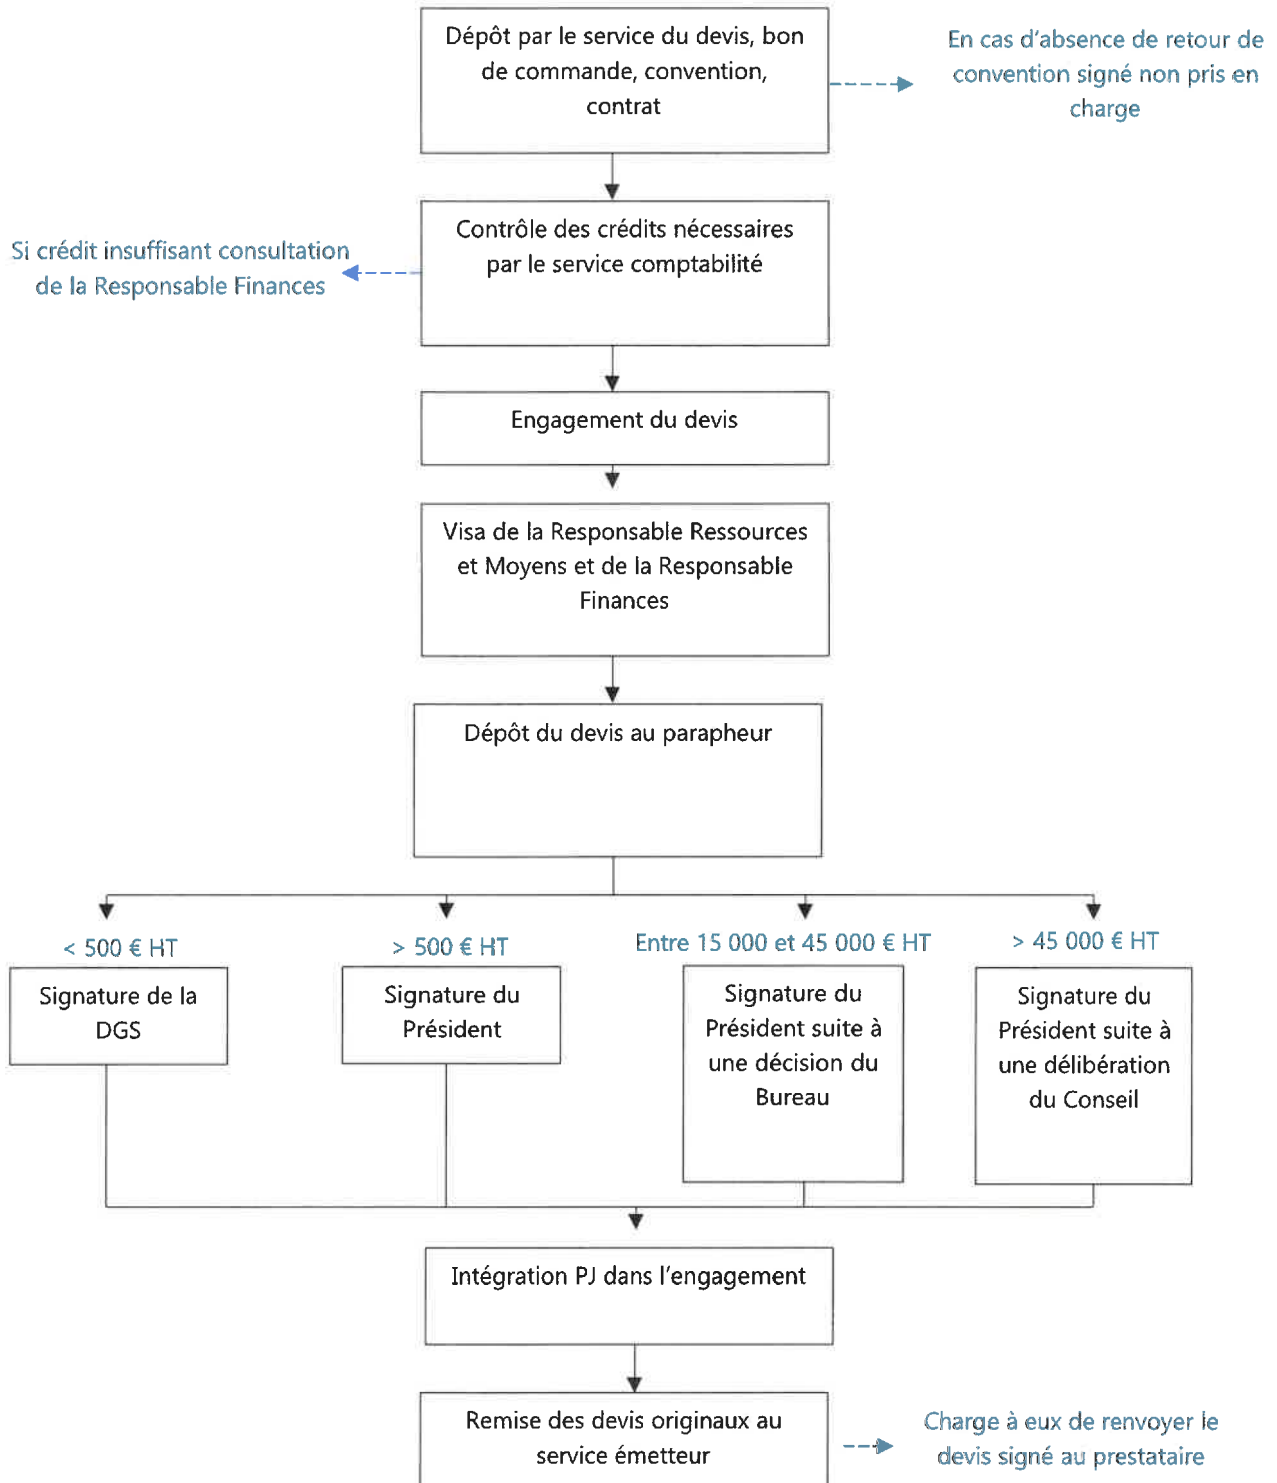 Dépôt par le service du devis, bon
de commande, convention,
contrat
En cas d'absence de retour de
convention signé non pris en
charge
Contrôle des crédits nécessaires
par le service comptabilité
Si crédit insuffisant consultation
de la Responsable Finances
Engagement du devis
Visa de la Responsable Ressources
et Moyens et de la Responsable
Finances
Dépôt du devis au parapheur
< 500 € HT
Signature de la
DGS
> 500 € HT
Signature du
Président
Entre 15 000 et 45 000 € HT
Signature du
Président suite à
une décision du
Bureau
> 45 000 € HT
Signature du
Président suite à
une délibération
du Conseil
Intégration PJ dans l'engagement
Remise des devis originaux au
service émetteur
Charge à eux de renvoyer le
devis signé au prestataire